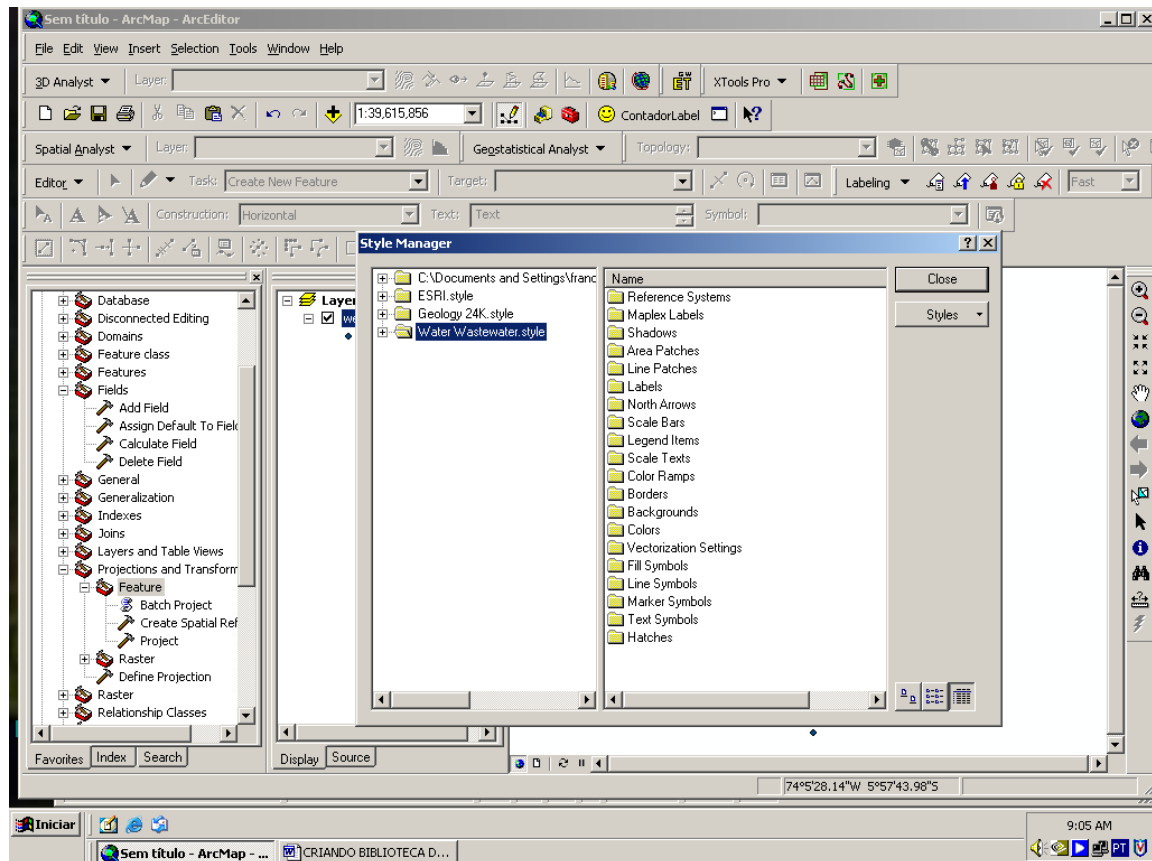 Sem título - ArcMap - ArcEditor
File Edit View Insert Selection Tools Window Help
3D Analyst Layer: XTools Pro
1:39,615,856 ContadorLabel
Spatial Analyst Layer: Geostatistical Analyst Topology:
Editor Task: Create New Feature Target: Labeling Fast
Construction: Horizontal Text: Text Symbol:
Style Manager
C:\Documents and Settings\franc
ESRI.style
Geology 24K.style
Water Wastewater.style
Name
Reference Systems
Maplex Labels
Shadows
Area Patches
Line Patches
Labels
North Arrows
Scale Bars
Legend Items
Scale Texts
Color Ramps
Borders
Backgrounds
Colors
Vectorization Settings
Fill Symbols
Line Symbols
Marker Symbols
Text Symbols
Hatches
Close
Styles
Database
Disconnected Editing
Domains
Feature class
Features
Fields
Add Field
Assign Default To Field
Calculate Field
Delete Field
General
Generalization
Indexes
Joins
Layers and Table Views
Projections and Transform
Feature
Batch Project
Create Spatial Ref
Project
Raster
Define Projection
Raster
Relationship Classes
Favorites Index Search
Layer
we
Display Source
74°5'28.14"W 5°57'43.98"S
Iniciar
Sem título - ArcMap - ...
CRIANDO BIBLIOTECA D...
9:05 AM
PT